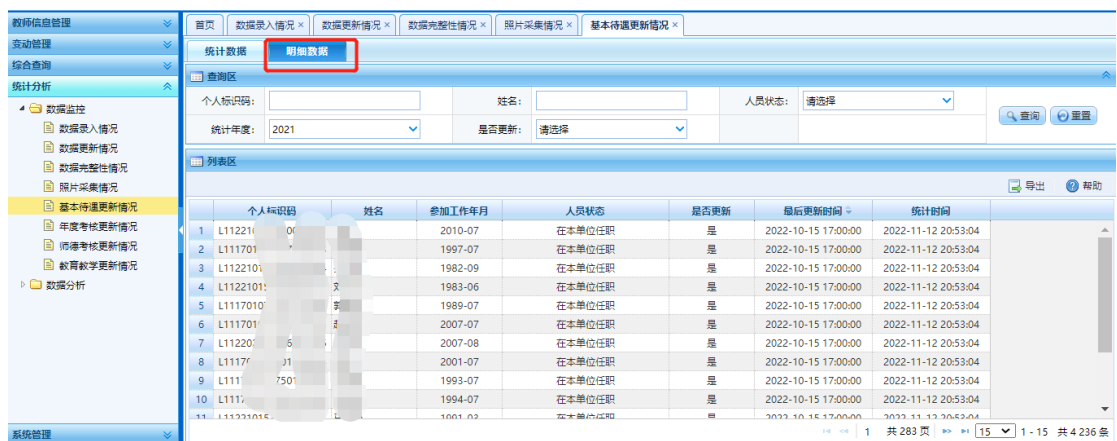 教师信息管理
变动管理
综合查询
统计分析
数据监控
数据录入情况
数据更新情况
数据完整性情况
照片采集情况
基本待遇更新情况
年度考核更新情况
师德考核更新情况
教育教学更新情况
数据分析
系统管理
首页 数据录入情况 × 数据更新情况 × 数据完整性情况 × 照片采集情况 × 基本待遇更新情况 ×
统计数据 明细数据
查询区
个人标识码: 姓名: 人员状态: 请选择
统计年度: 2021 是否更新: 请选择 查询 重置
列表区
导出 帮助
个人标识码 姓名 参加工作年月 人员状态 是否更新 最后更新时间 统计时间
1 2010-07 在本单位任职 是 2022-10-15 17:00:00 2022-11-12 20:53:04
2 1997-07 在本单位任职 是 2022-10-15 17:00:00 2022-11-12 20:53:04
3 1982-09 在本单位任职 是 2022-10-15 17:00:00 2022-11-12 20:53:04
4 1983-06 在本单位任职 是 2022-10-15 17:00:00 2022-11-12 20:53:04
5 1989-07 在本单位任职 是 2022-10-15 17:00:00 2022-11-12 20:53:04
6 2007-07 在本单位任职 是 2022-10-15 17:00:00 2022-11-12 20:53:04
7 2007-08 在本单位任职 是 2022-10-15 17:00:00 2022-11-12 20:53:04
8 2001-07 在本单位任职 是 2022-10-15 17:00:00 2022-11-12 20:53:04
9 1993-07 在本单位任职 是 2022-10-15 17:00:00 2022-11-12 20:53:04
10 1994-07 在本单位任职 是 2022-10-15 17:00:00 2022-11-12 20:53:04
1 共 283 页 15 1 - 15 共 4 236 条